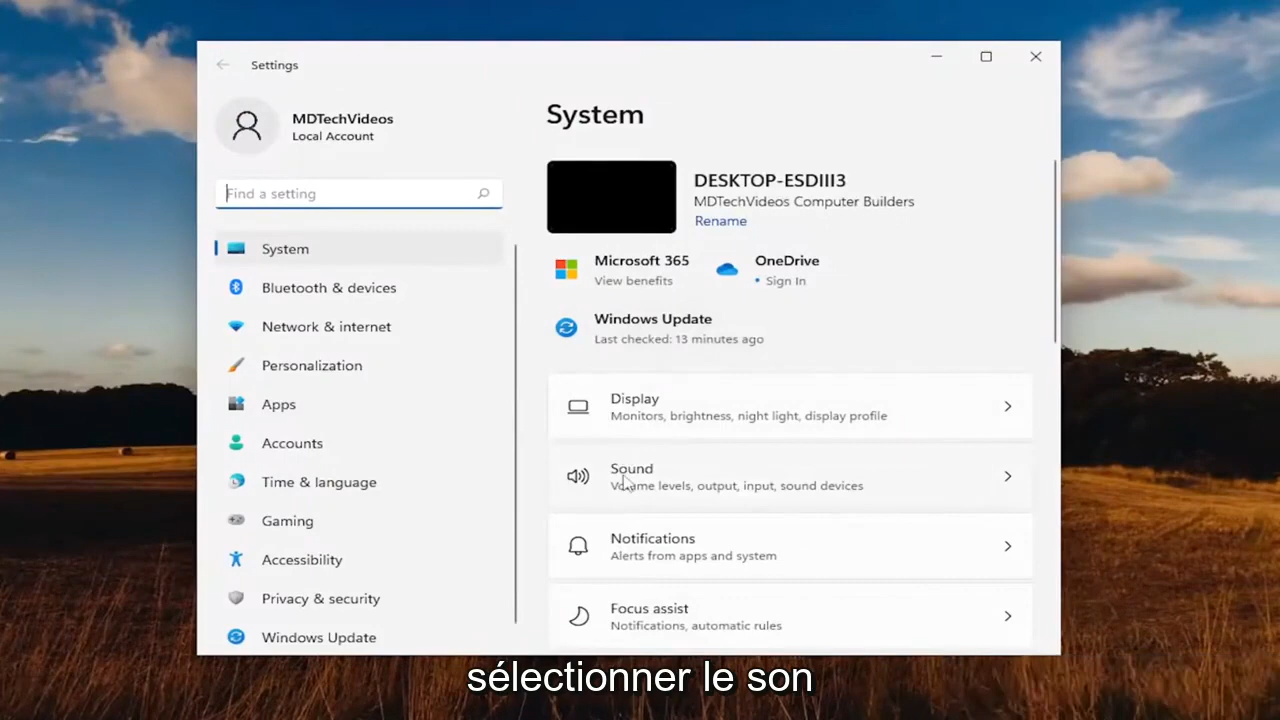 Settings
MDTechVideos
Local Account
Find a setting
System
Bluetooth & devices
Network & internet
Personalization
Apps
Accounts
Time & language
Gaming
Accessibility
Privacy & security
Windows Update
System
DESKTOP-ESDIII3
MDTechVideos Computer Builders
Rename
Microsoft 365
View benefits
OneDrive
• Sign In
Windows Update
Last checked: 13 minutes ago
Display
Monitors, brightness, night light, display profile
Sound
Volume levels, output, input, sound devices
Notifications
Alerts from apps and system
Focus assist
Notifications, automatic rules
sélectionner le son